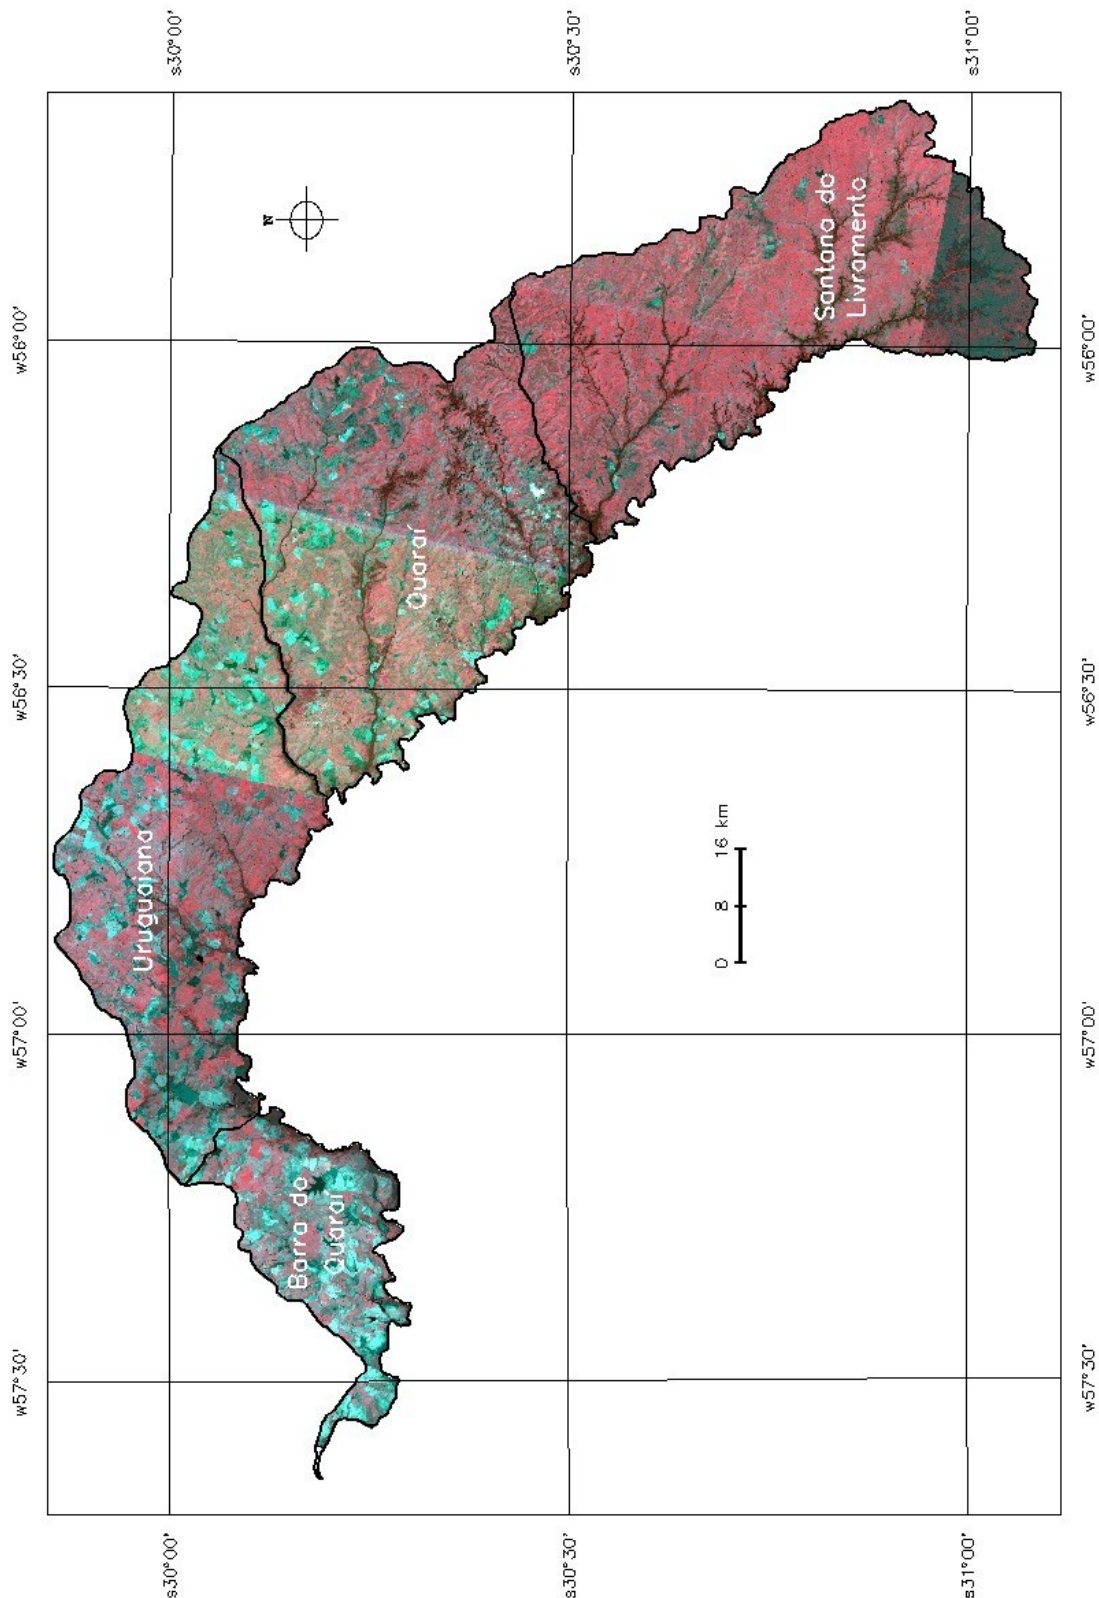 w57°30' w57°00' w56°30' w56°00'
Uruguaiana
s30°00' s30°00'
N
Barra do
Quaraí
Quaraí
s30°30' s30°30'
0 8 16 km
Santana do
Livramento
s31°00' s31°00'
w57°30' w57°00' w56°30' w56°00'